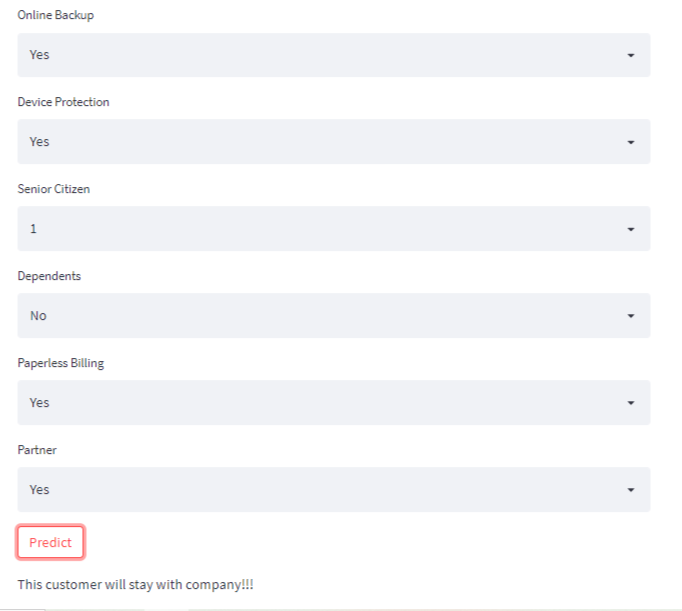 Online Backup
Yes
Device Protection
Yes
Senior Citizen
1
Dependents
No
Paperless Billing
Yes
Partner
Yes
Predict
This customer will stay with company!!!